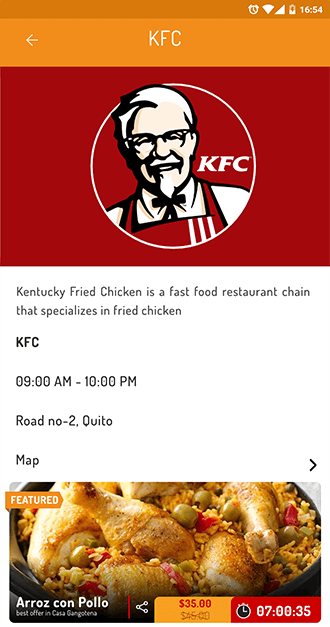 16:54
KFC
KFC
Kentucky Fried Chicken is a fast food restaurant chain
that specializes in fried chicken
KFC
09:00 AM - 10:00 PM
Road no-2, Quito
Map
FEATURED
Arroz con Pollo
best offer in Casa Gangotena
$35.00
$45.00
07:00:35